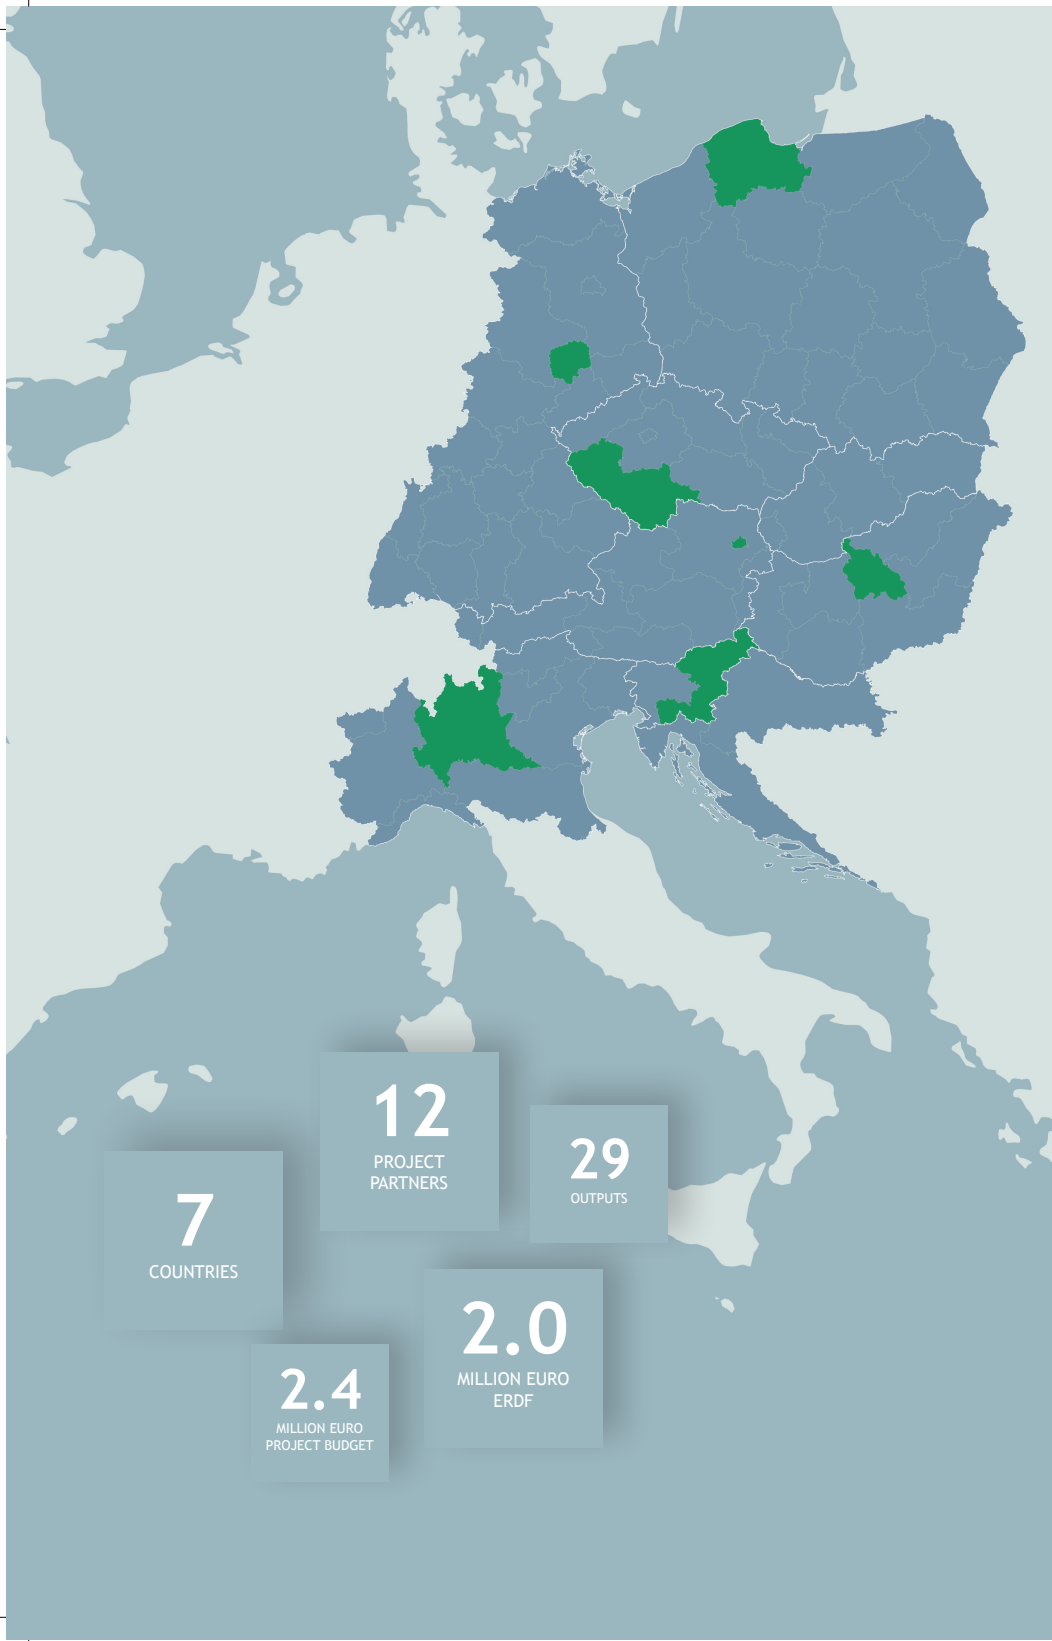 12
PROJECT
PARTNERS
29
OUTPUTS
7
COUNTRIES
2.0
MILLION EURO
ERDF
2.4
MILLION EURO
PROJECT BUDGET